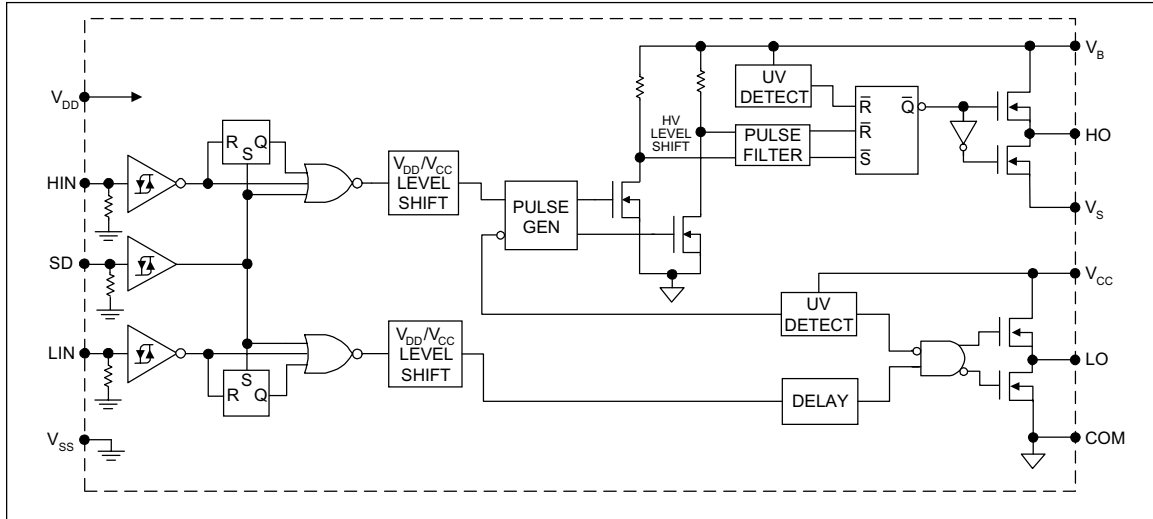 V_B
UV
DETECT
V_DD
R̅
Q̅
HV
LEVEL
SHIFT
R̅
PULSE
FILTER
S̅
HO
R
S
Q
V_DD/V_CC
LEVEL
SHIFT
HIN
PULSE
GEN
V_S
SD
V_CC
UV
DETECT
V_DD/V_CC
LEVEL
SHIFT
LIN
LO
S
R
Q
DELAY
V_SS
COM